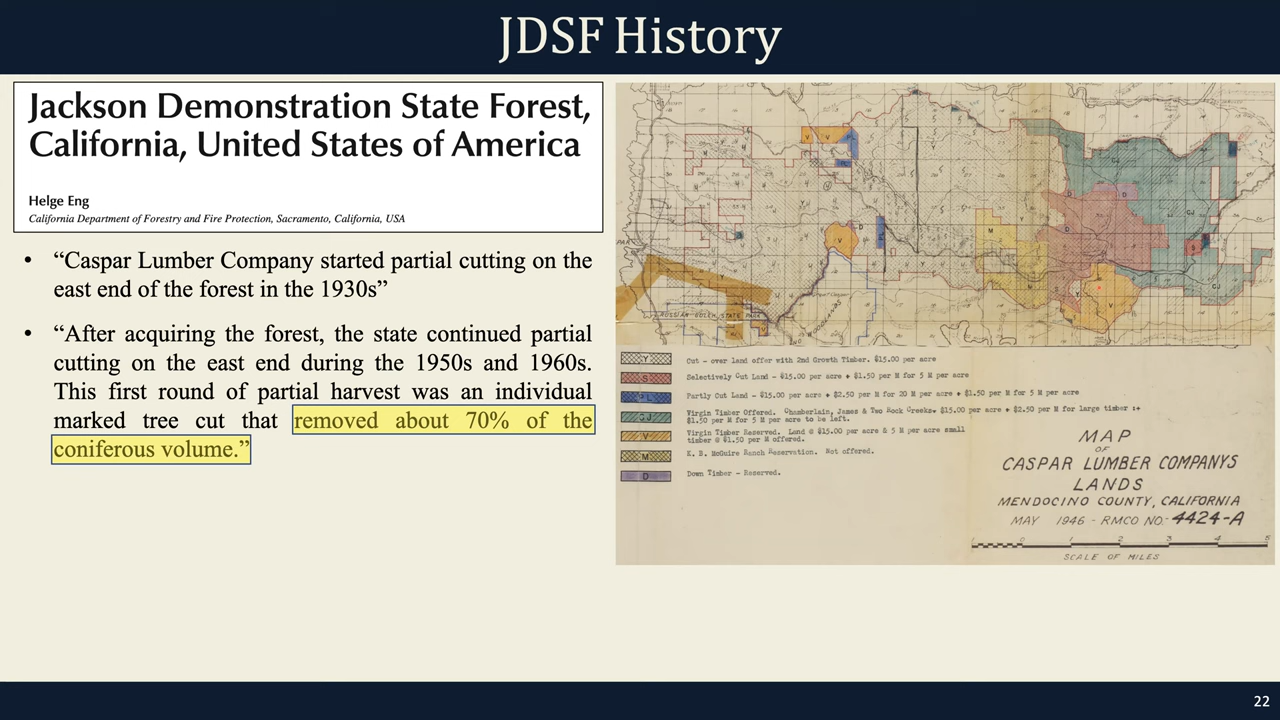 JDSF History
Jackson Demonstration State Forest,
California, United States of America
Helge Eng
California Department of Forestry and Fire Protection, Sacramento, California, USA
• “Caspar Lumber Company started partial cutting on the
east end of the forest in the 1930s”
• “After acquiring the forest, the state continued partial
cutting on the east end during the 1950s and 1960s.
This first round of partial harvest was an individual
marked tree cut that removed about 70% of the
coniferous volume.”
RUSSIAN GULCH STATE PARK
Y Cut - over land offer with 2nd Growth Timber. $15.00 per acre
S Selectively Cut Land - $15.00 per acre + $1.50 per M for 5 M per acre
Partly Cut Land - $15.00 per acre + $2.50 per M for 20 M per acre + $1.50 per M for 5 M per acre
GJ Virgin Timber Offered. Chamberlain, James & Two Rock Creeks. $15.00 per acre + $2.50 per M for large timber :+
$1.50 per M for 5 M per acre to be left.
V Virgin Timber Reserved. Land @ $15.00 per acre & 5 M per acre small
timber @ $1.50 per M offered.
M E. B. McGuire Ranch Reservation. Not offered.
D Down Timber - Reserved.
MAP
OF
CASPAR LUMBER COMPANYS
LANDS
MENDOCINO COUNTY, CALIFORNIA
MAY 1946 - RMCO NO. 4424-A
0 1 2 3 4 5
SCALE OF MILES
22